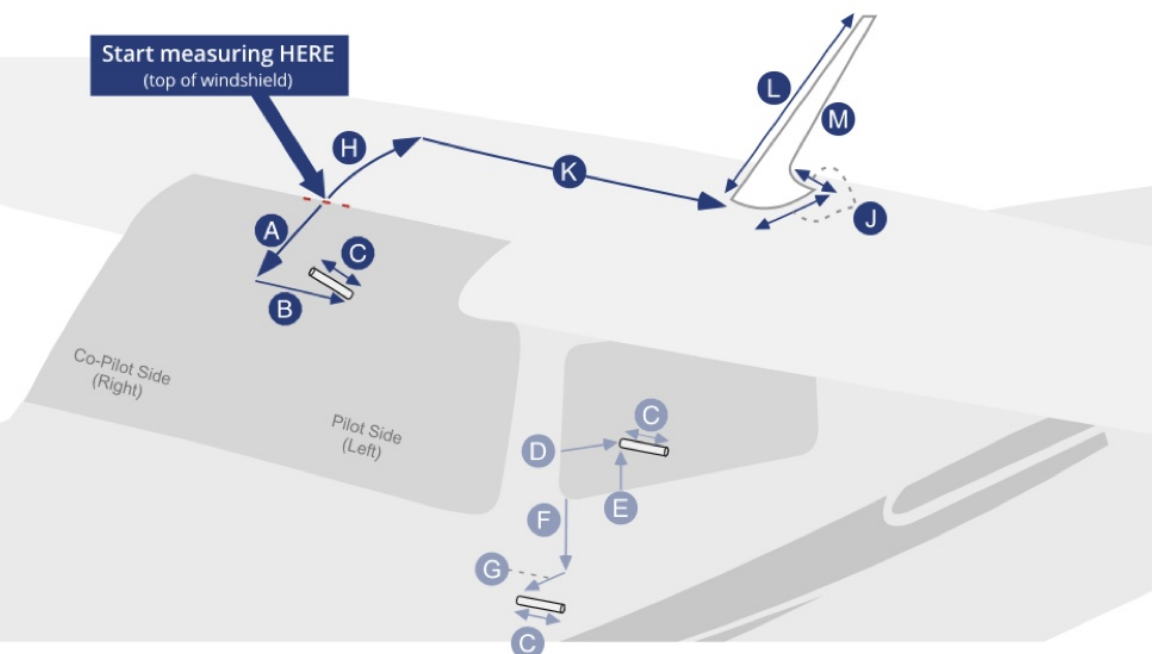 Start measuring HERE
(top of windshield)
L
M
H
K
J
A
C
B
Co-Pilot Side
(Right)
Pilot Side
(Left)
C
D
E
F
G
C